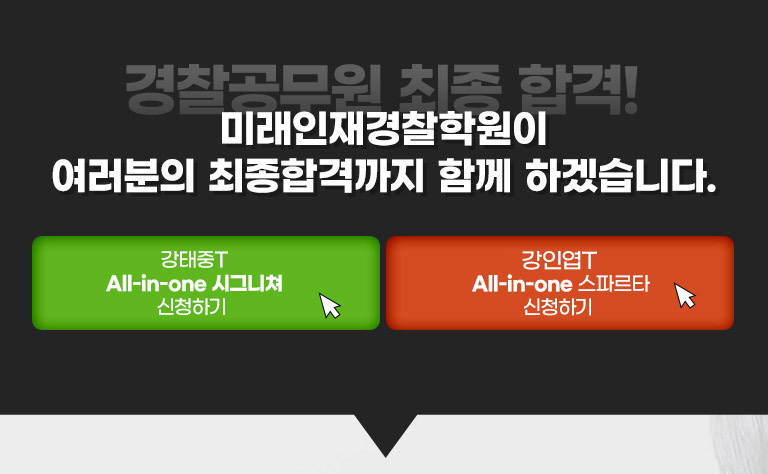 경찰공무원 최종 합격!
미래인재경찰학원이
여러분의 최종합격까지 함께 하겠습니다.
강태중T
All-in-one 시그니쳐
신청하기
강인엽T
All-in-one 스파르타
신청하기